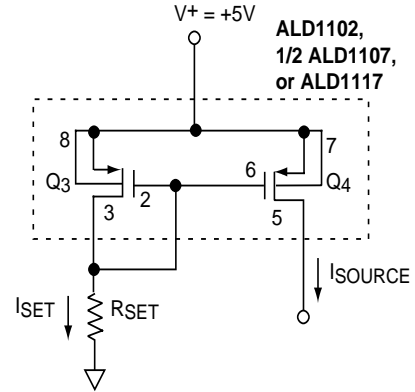 V+ = +5V
ALD1102,
1/2 ALD1107,
or ALD1117
8
7
Q3
2
6
Q4
3
5
ISOURCE
ISET
RSET